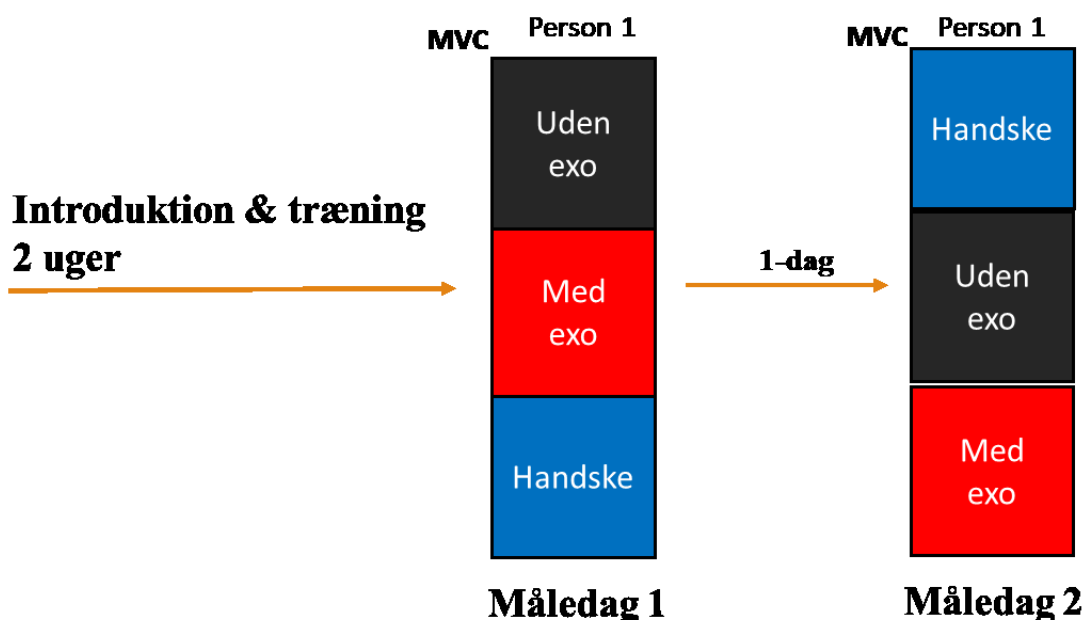 Introduktion & træning
2 uger
MVC
Person 1
Uden
exo
Med
exo
Handske
Måledag 1
1-dag
MVC
Person 1
Handske
Uden
exo
Med
exo
Måledag 2